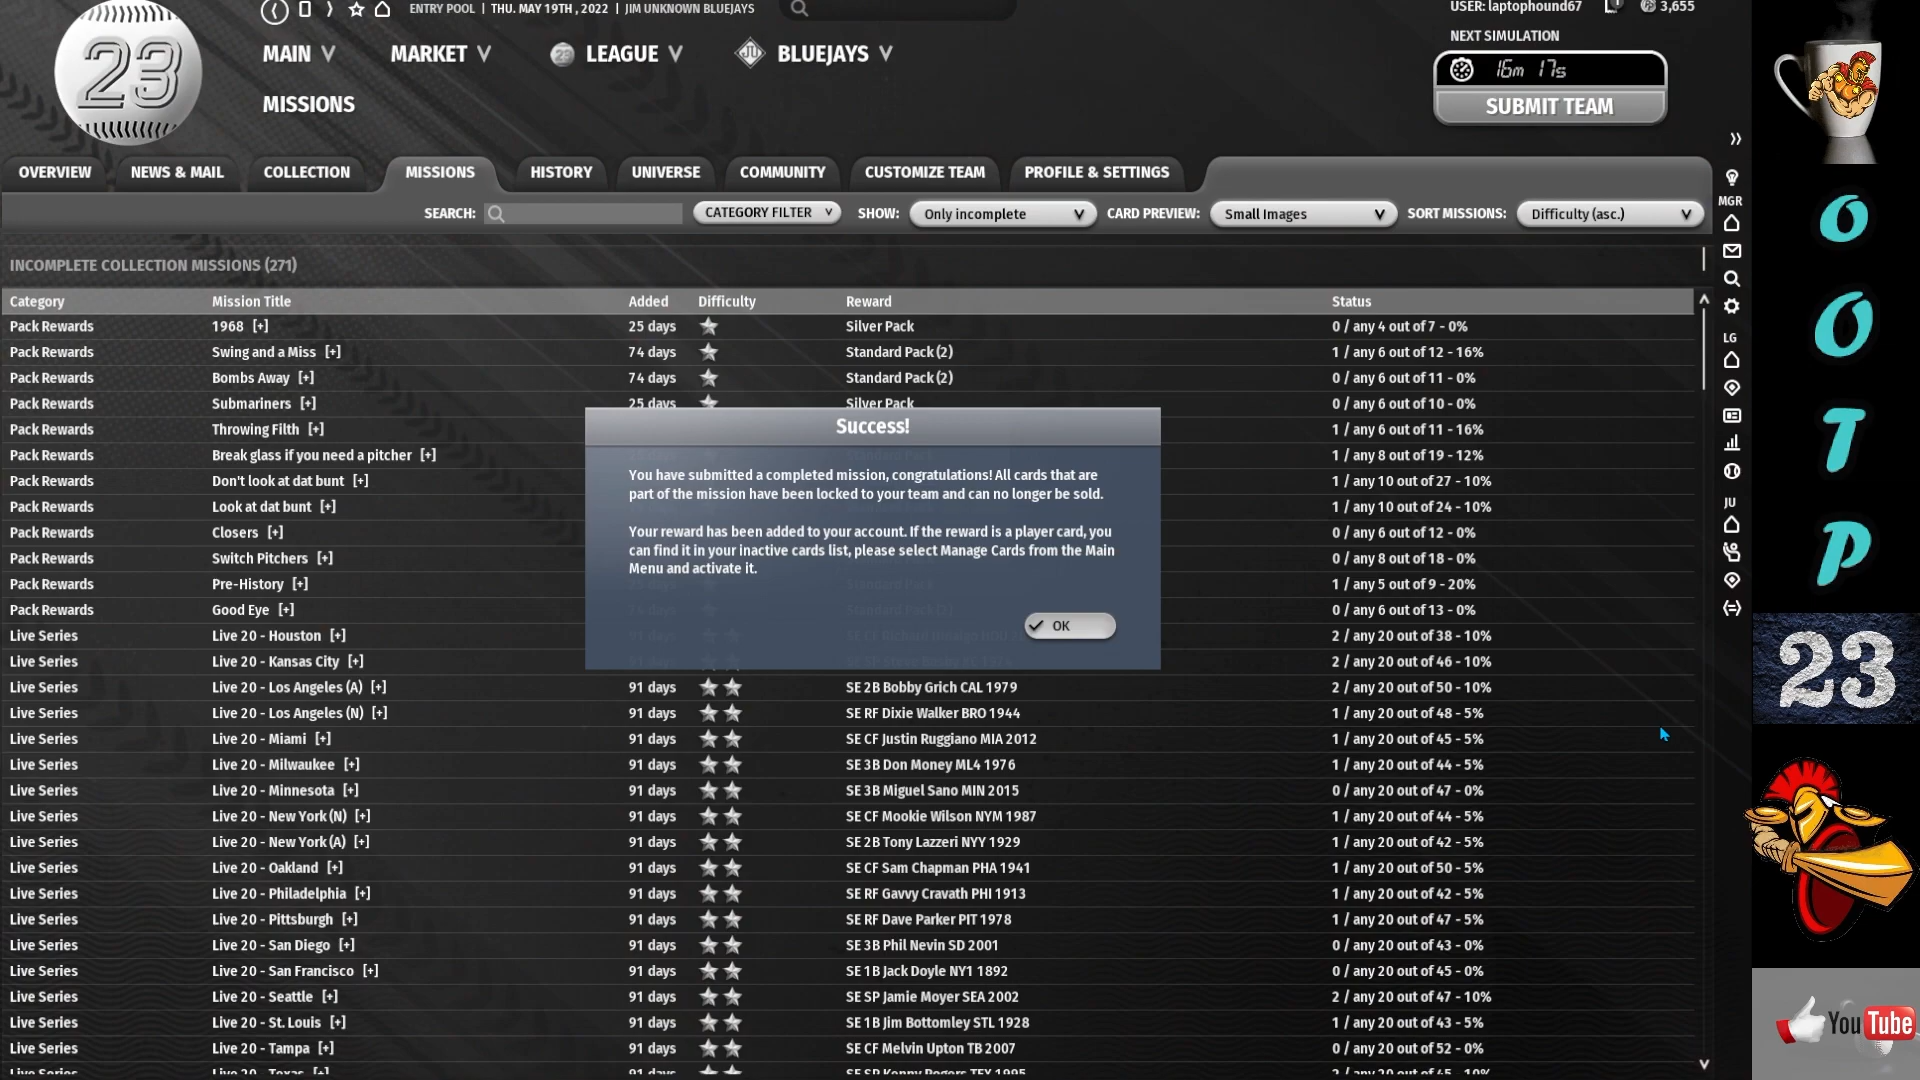 ENTRY POOL | THU. MAY 19TH , 2022 | JIM UNKNOWN BLUEJAYS
USER: laptophound67
3,655
23
MAIN
MARKET
LEAGUE
BLUEJAYS
NEXT SIMULATION
16m 17s
SUBMIT TEAM
MISSIONS
OVERVIEW
NEWS & MAIL
COLLECTION
MISSIONS
HISTORY
UNIVERSE
COMMUNITY
CUSTOMIZE TEAM
PROFILE & SETTINGS
SEARCH:
CATEGORY FILTER
SHOW: Only incomplete
CARD PREVIEW: Small Images
SORT MISSIONS: Difficulty (asc.)
INCOMPLETE COLLECTION MISSIONS (271)
Category Mission Title Added Difficulty Reward Status
Pack Rewards 1968 [+] 25 days Silver Pack 0 / any 4 out of 7 - 0%
Pack Rewards Swing and a Miss [+] 74 days Standard Pack (2) 1 / any 6 out of 12 - 16%
Pack Rewards Bombs Away [+] 74 days Standard Pack (2) 0 / any 6 out of 11 - 0%
Pack Rewards Submariners [+] 25 days Silver Pack 0 / any 6 out of 10 - 0%
Pack Rewards Throwing Filth [+] 1 / any 6 out of 11 - 16%
Pack Rewards Break glass if you need a pitcher [+] 1 / any 8 out of 19 - 12%
Pack Rewards Don't look at dat bunt [+] 1 / any 10 out of 27 - 10%
Pack Rewards Look at dat bunt [+] 1 / any 10 out of 24 - 10%
Pack Rewards Closers [+] 0 / any 6 out of 12 - 0%
Pack Rewards Switch Pitchers [+] 0 / any 8 out of 18 - 0%
Pack Rewards Pre-History [+] 1 / any 5 out of 9 - 20%
Pack Rewards Good Eye [+] 0 / any 6 out of 13 - 0%
Live Series Live 20 - Houston [+] 2 / any 20 out of 38 - 10%
Live Series Live 20 - Kansas City [+] 2 / any 20 out of 46 - 10%
Live Series Live 20 - Los Angeles (A) [+] 91 days SE 2B Bobby Grich CAL 1979 2 / any 20 out of 50 - 10%
Live Series Live 20 - Los Angeles (N) [+] 91 days SE RF Dixie Walker BRO 1944 1 / any 20 out of 48 - 5%
Live Series Live 20 - Miami [+] 91 days SE CF Justin Ruggiano MIA 2012 1 / any 20 out of 45 - 5%
Live Series Live 20 - Milwaukee [+] 91 days SE 3B Don Money ML4 1976 1 / any 20 out of 44 - 5%
Live Series Live 20 - Minnesota [+] 91 days SE 3B Miguel Sano MIN 2015 0 / any 20 out of 47 - 0%
Live Series Live 20 - New York (N) [+] 91 days SE CF Mookie Wilson NYM 1987 1 / any 20 out of 44 - 5%
Live Series Live 20 - New York (A) [+] 91 days SE 2B Tony Lazzeri NYY 1929 1 / any 20 out of 42 - 5%
Live Series Live 20 - Oakland [+] 91 days SE CF Sam Chapman PHA 1941 1 / any 20 out of 50 - 5%
Live Series Live 20 - Philadelphia [+] 91 days SE RF Gavvy Cravath PHI 1913 1 / any 20 out of 42 - 5%
Live Series Live 20 - Pittsburgh [+] 91 days SE RF Dave Parker PIT 1978 1 / any 20 out of 47 - 5%
Live Series Live 20 - San Diego [+] 91 days SE 3B Phil Nevin SD 2001 0 / any 20 out of 43 - 0%
Live Series Live 20 - San Francisco [+] 91 days SE 1B Jack Doyle NY1 1892 0 / any 20 out of 45 - 0%
Live Series Live 20 - Seattle [+] 91 days SE SP Jamie Moyer SEA 2002 2 / any 20 out of 47 - 10%
Live Series Live 20 - St. Louis [+] 91 days SE 1B Jim Bottomley STL 1928 1 / any 20 out of 43 - 5%
Live Series Live 20 - Tampa [+] 91 days SE CF Melvin Upton TB 2007 0 / any 20 out of 52 - 0%
Live Series Live 20 - Texas [+] 91 days SE SP Kenny Rogers TEX 1995 2 / any 20 out of 45 - 10%
Success!
You have submitted a completed mission, congratulations! All cards that are
part of the mission have been locked to your team and can no longer be sold.
Your reward has been added to your account. If the reward is a player card, you
can find it in your inactive cards list, please select Manage Cards from the Main
Menu and activate it.
OK
MGR
LG
JU
O
O
T
P
23
YouTube